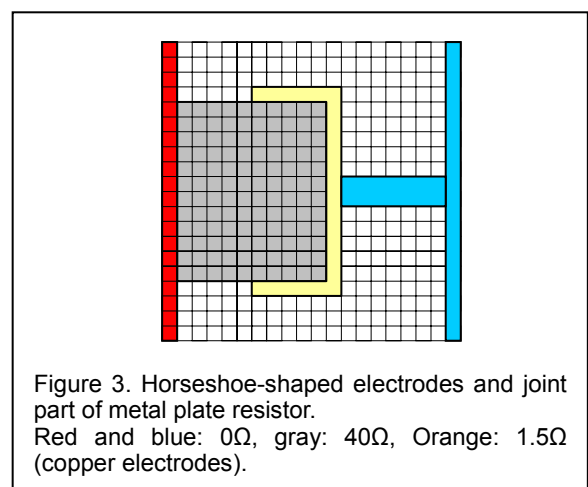 Figure 3. Horseshoe-shaped electrodes and joint
part of metal plate resistor.
Red and blue: 0Ω, gray: 40Ω, Orange: 1.5Ω
(copper electrodes).